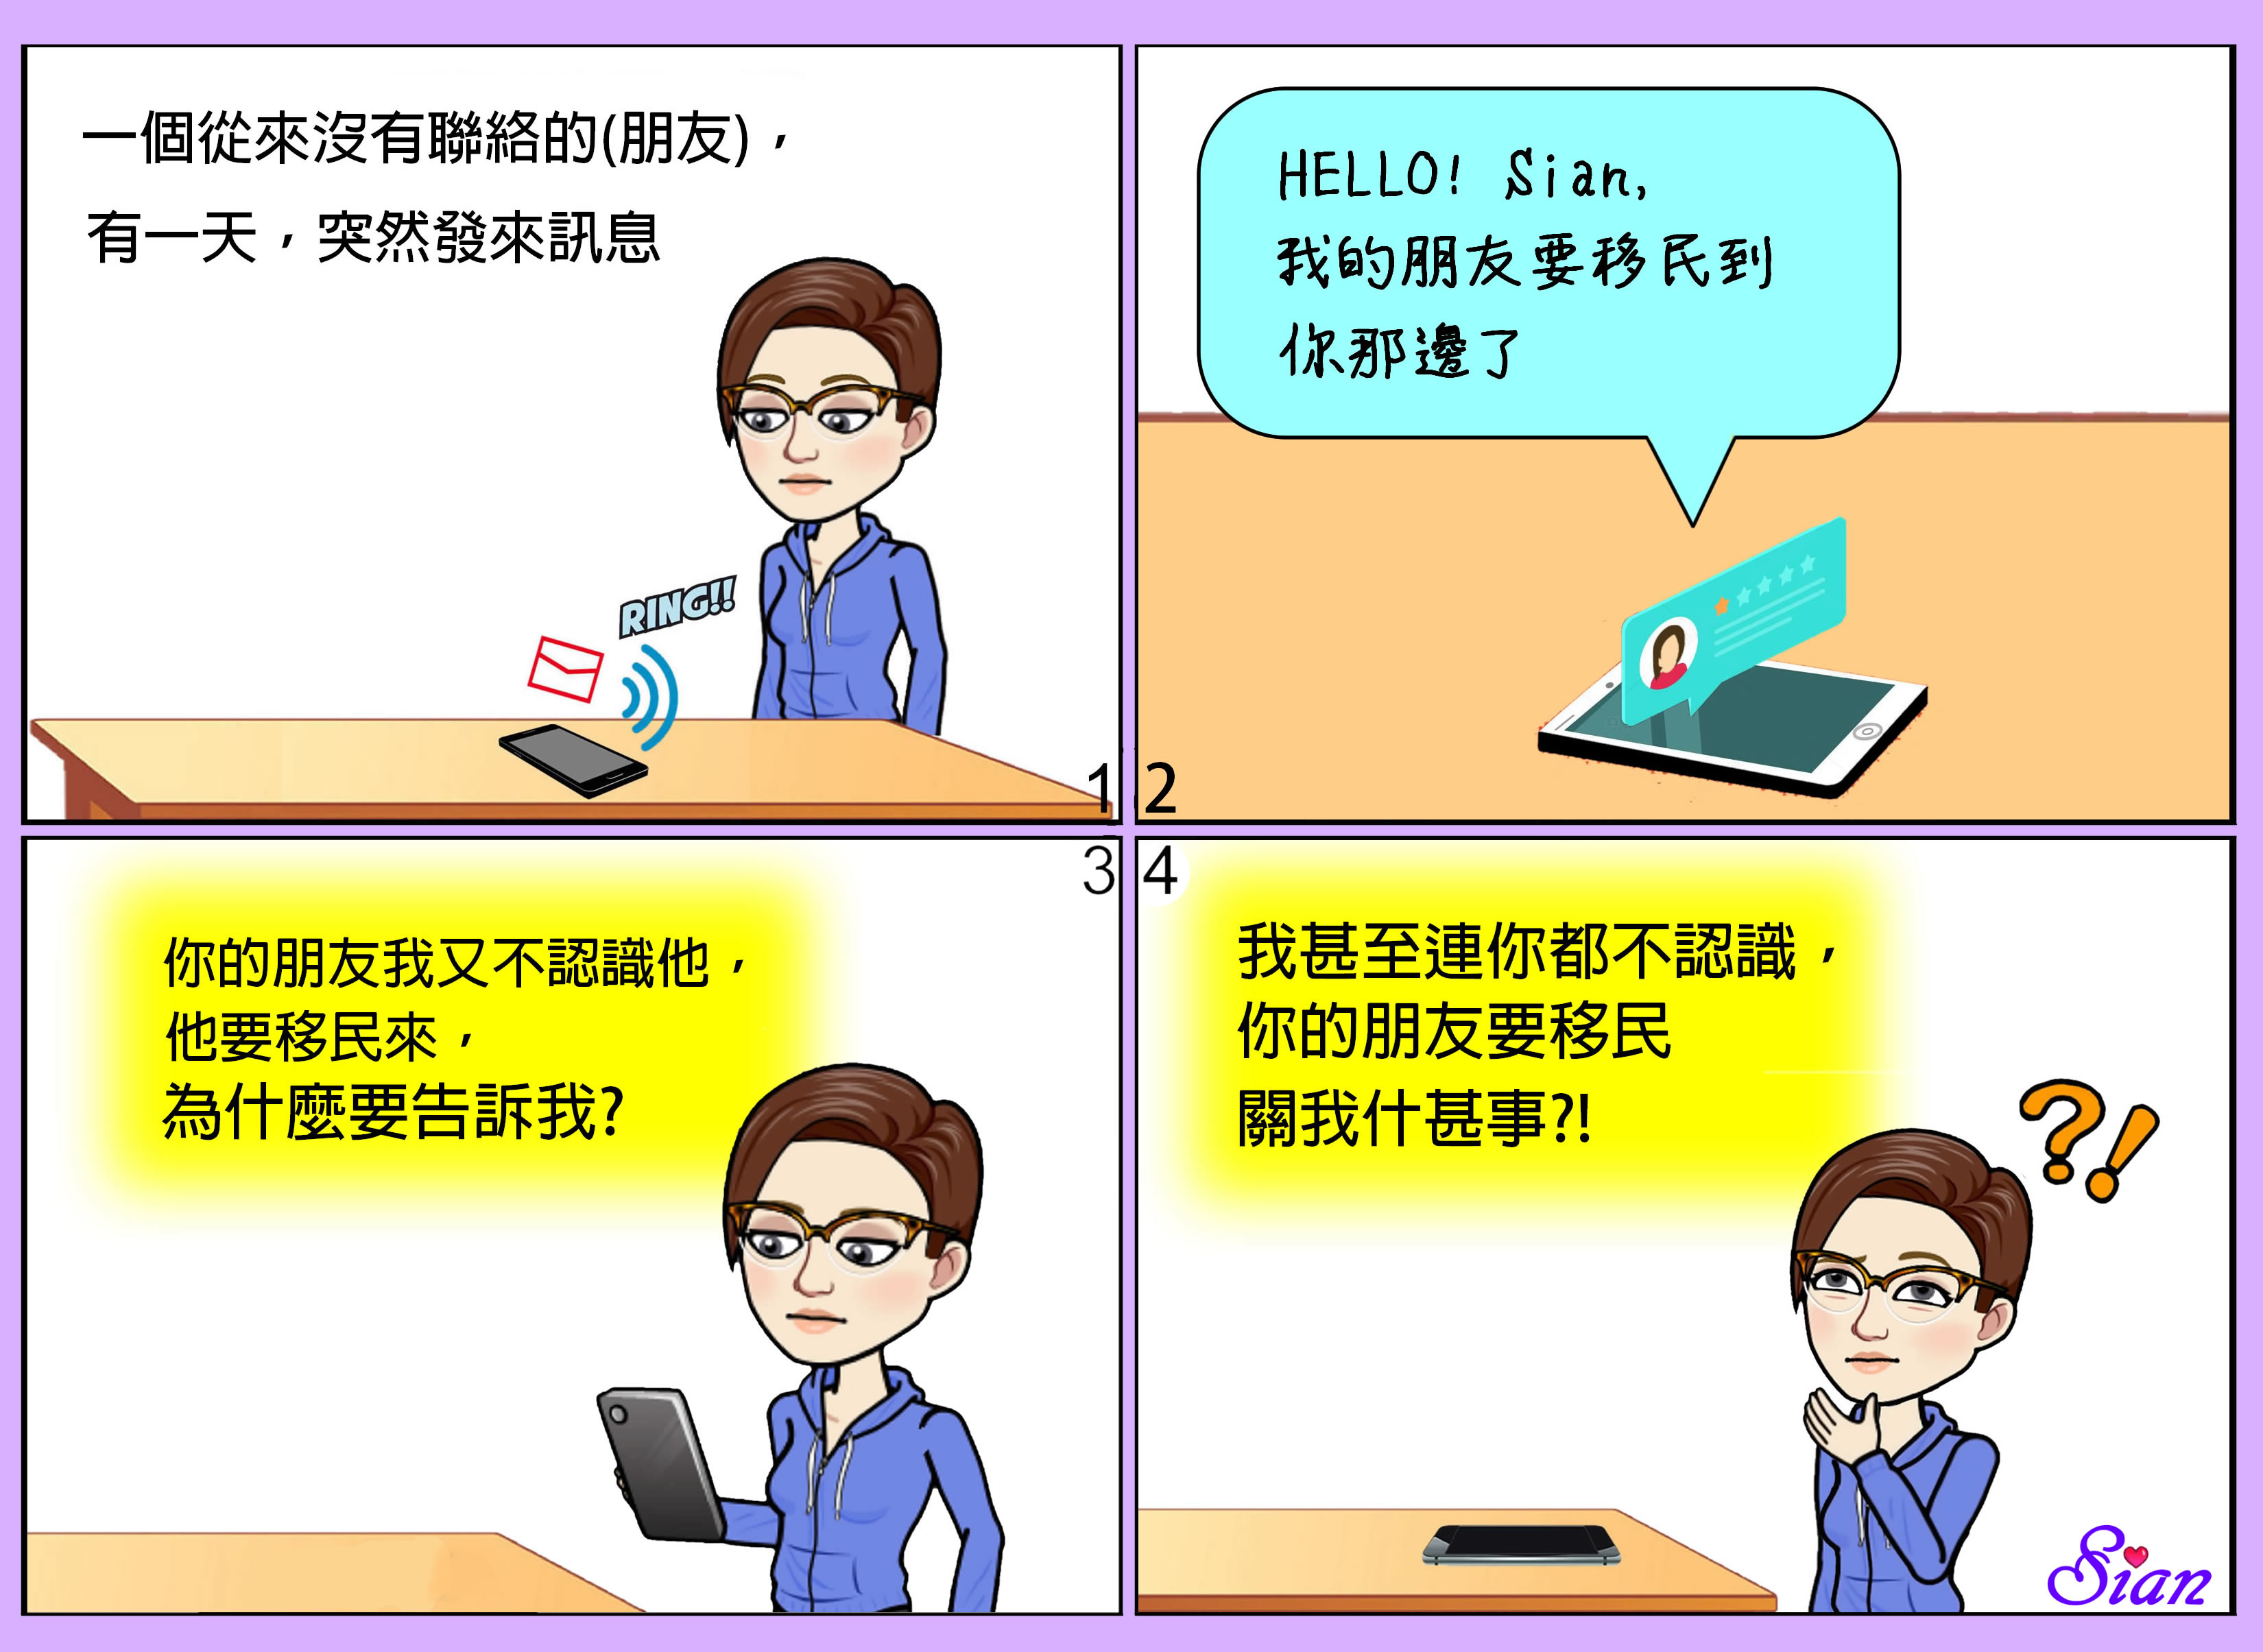 一個從來沒有聯絡的(朋友)，
有一天，突然發來訊息
RING!!
1
2
HELLO! Sian,
我的朋友要移民到
你那邊了
3
你的朋友我又不認識他，
他要移民來，
為什麼要告訴我?
4
我甚至連你都不認識，
你的朋友要移民
關我什甚事?!
?!
Sian